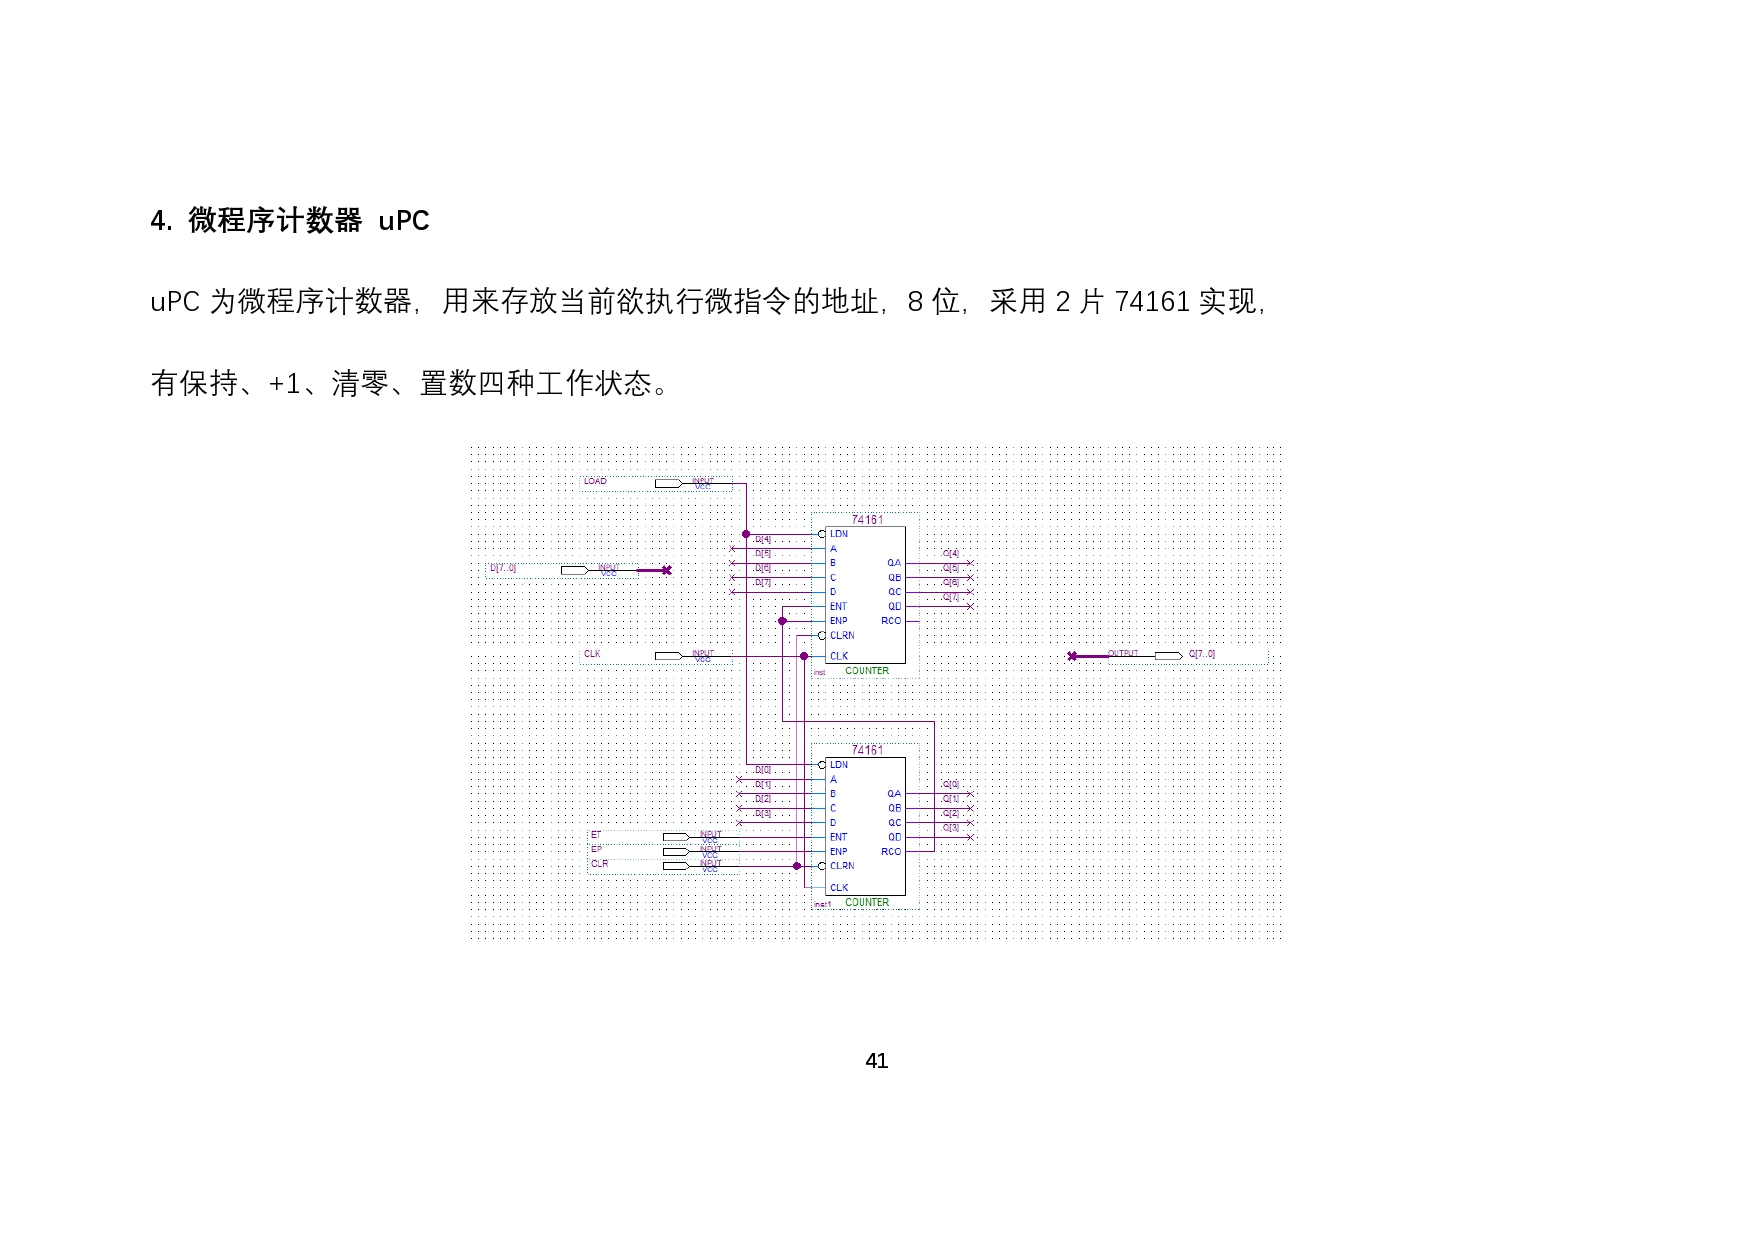 4. 微程序计数器 uPC
uPC 为微程序计数器，用来存放当前欲执行微指令的地址，8 位，采用 2 片 74161 实现，
有保持、+1、清零、置数四种工作状态。
LOAD INPUT
VCC
74161
LDN
D[4]
A
D[5]
B QA Q[4]
D[6]
C QB Q[5]
D[7]
D QC Q[6]
ENT QD Q[7]
ENP RCO
CLRN
CLK
inst COUNTER
D[7..0] INPUT
VCC
CLK INPUT
VCC
OUTPUT Q[7..0]
74161
LDN
D[0]
A
D[1]
B QA Q[0]
D[2]
C QB Q[1]
D[3]
D QC Q[2]
ENT QD Q[3]
ENP RCO
CLRN
CLK
inst1 COUNTER
ET INPUT
VCC
EP INPUT
VCC
CLR INPUT
VCC
41